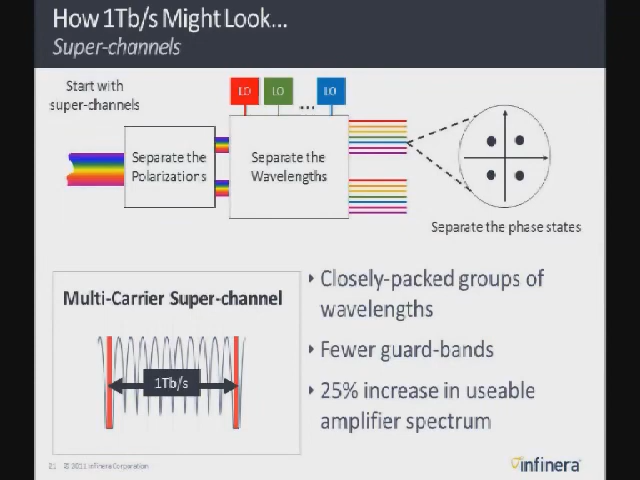 How 1Tb/s Might Look...
Super-channels
Start with
super-channels
LO LO ... LO
Separate the
Polarizations
Separate the
Wavelengths
Separate the phase states
Multi-Carrier Super-channel
1Tb/s
Closely-packed groups of
wavelengths
Fewer guard-bands
25% increase in useable
amplifier spectrum
21 © 2011 Infinera Corporation
infinera